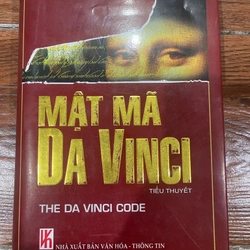 MẬT MÃ
DA VINCI
TIỂU THUYẾT
THE DA VINCI CODE
NHÀ XUẤT BẢN VĂN HÓA - THÔNG TIN